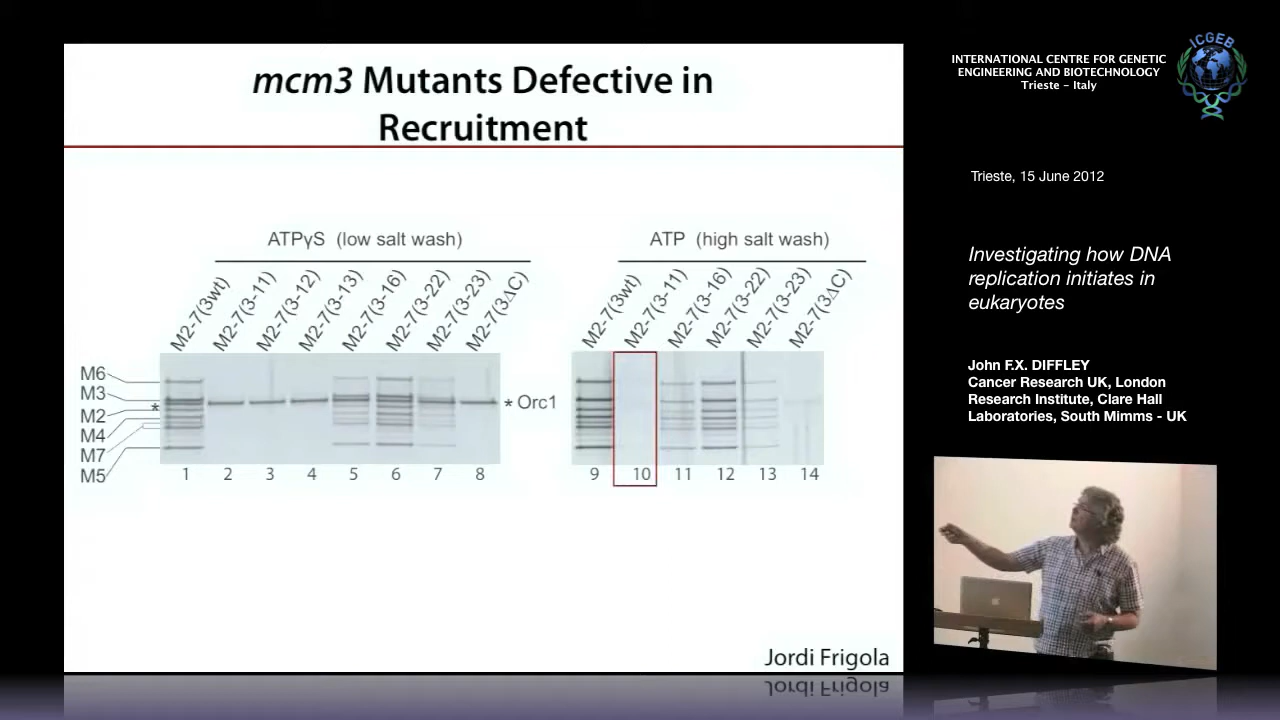 mcm3 Mutants Defective in
Recruitment
ATPγS (low salt wash)
ATP (high salt wash)
M2-7(3wt)
M2-7(3-11)
M2-7(3-12)
M2-7(3-13)
M2-7(3-16)
M2-7(3-22)
M2-7(3-23)
M2-7(3ΔC)
M2-7(3wt)
M2-7(3-11)
M2-7(3-16)
M2-7(3-22)
M2-7(3-23)
M2-7(3ΔC)
M6
M3
*
M2
M4
M7
M5
* Orc1
1 2 3 4 5 6 7 8
9 10 11 12 13 14
Jordi Frigola
ICGEB
INTERNATIONAL CENTRE FOR GENETIC
ENGINEERING AND BIOTECHNOLOGY
Trieste – Italy
Trieste, 15 June 2012
Investigating how DNA
replication initiates in
eukaryotes
John F.X. DIFFLEY
Cancer Research UK, London
Research Institute, Clare Hall
Laboratories, South Mimms - UK